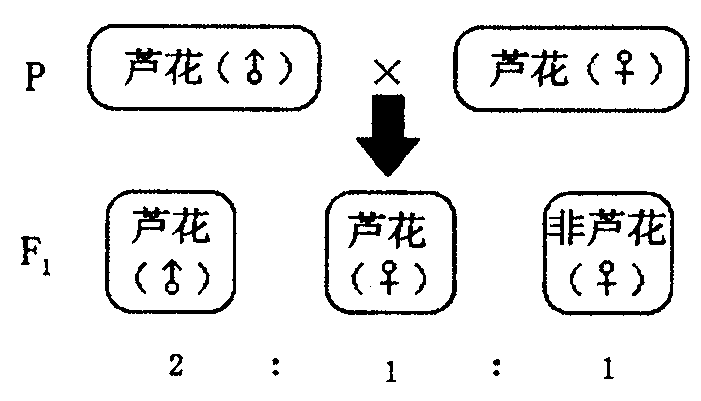 P 芦花(♂) × 芦花(♀)
F₁ 芦花 芦花 非芦花
(♂) (♀) (♀)
2 : 1 : 1